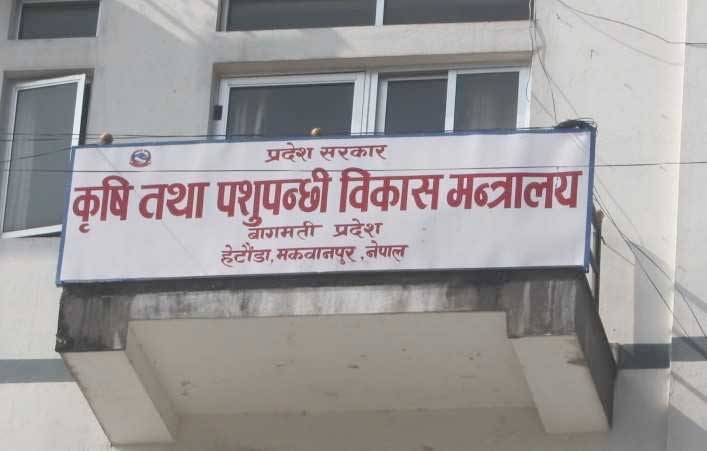 प्रदेश सरकार
कृषि तथा पशुपन्छी विकास मन्त्रालय
बागमती प्रदेश
हेटौंडा, मकवानपुर, नेपाल